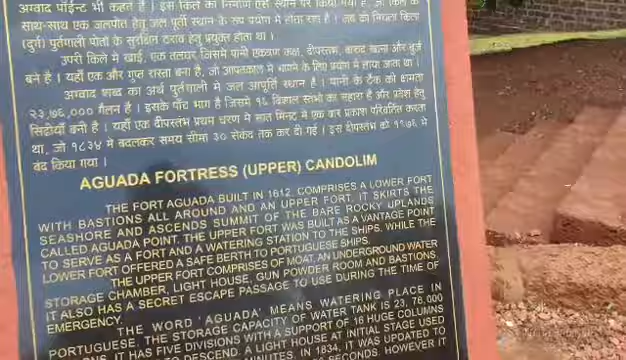 अग्वाद पॉईन्ट भी कहते है। इस किले का निर्माण ऐसे स्थान पर किया गया है, जो किले के
साथ-साथ एक जलपोत हेतु जल पूर्ती स्थान के रूप प्रयोग में होता रहा है। जब की निचला किला
(दुर्ग) पुर्तगाली पोतों के सुरक्षित ठराव हेतु प्रयुक्त होता था।
उपरी किले मे खाई, एक तलघर जिसमे पानी एकत्रण कक्ष, दीपस्तंभ, बारुद खाना और बुर्ज
बने है। यहाँ एक और गुप्त रास्ता बना है, जो आपतकाल मे भागने के लिए प्रयोग मे लाया जाता था।
अग्वाद शब्द का अर्थ पुर्तगाली मे जल आपूर्ति स्थान है। पानी के टैंक की क्षमता
२३,७६,००० गैलन है। इसके पाँच भाग है जिसमे १६ विशाल स्तंभो का सहारा है और प्रवेश हेतु
सिढीयाँ बनी है। यहाँ एक दीपस्तंभ प्रथम चरण मे सात मिनट मे एक बार प्रकाश परिवर्तित करता
था, जो १८३४ मे बदलकर समय सीमा ३० सेकंद तक कर दी गई। इस दीपस्तंभ को १९७६ मे
बंद किया गया।
AGUADA FORTRESS (UPPER) CANDOLIM
THE FORT AGUADA BUILT IN 1612, COMPRISES A LOWER FORT
WITH BASTIONS ALL AROUND AND AN UPPER FORT. IT SKIRTS THE
SEASHORE AND ASCENDS SUMMIT OF THE BARE ROCKY UPLANDS
CALLED AGUADA POINT. THE UPPER FORT WAS BUILT AS A VANTAGE POINT
TO SERVE AS A FORT AND A WATERING STATION TO THE SHIPS. WHILE THE
LOWER FORT OFFERED A SAFE BERTH TO PORTUGUESE SHIPS.
THE UPPER FORT COMPRISES OF MOAT, AN UNDERGROUND WATER
STORAGE CHAMBER, LIGHT HOUSE, GUN POWDER ROOM AND BASTIONS.
IT ALSO HAS A SECRET ESCAPE PASSAGE TO USE DURING THE TIME OF
EMERGENCY.
THE WORD 'AGUADA' MEANS WATERING PLACE IN
PORTUGUESE. THE STORAGE CAPACITY OF WATER TANK IS 23, 76,000
IT HAS FIVE DIVISIONS WITH A SUPPORT OF 16 HUGE COLUMNS
TO DESCEND. A LIGHT HOUSE AT INITIAL STAGE USED
MINUTES. IN 1834, IT WAS UPDATED TO
SECONDS. HOWEVER IT